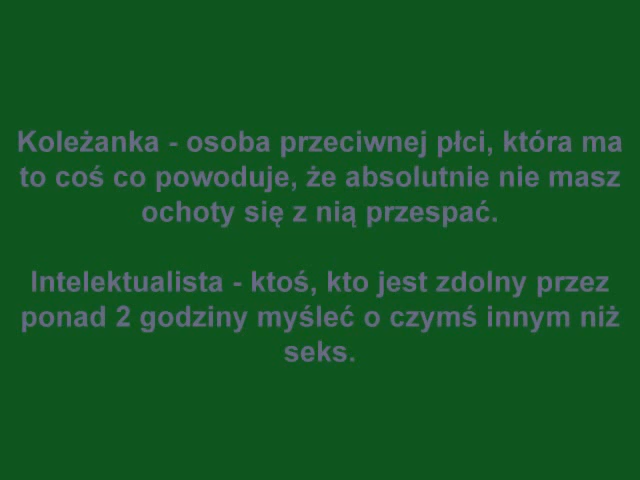 Koleżanka - osoba przeciwnej płci, która ma
to coś co powoduje, że absolutnie nie masz
ochoty się z nią przespać.
Intelektualista - ktoś, kto jest zdolny przez
ponad 2 godziny myśleć o czymś innym niż
seks.